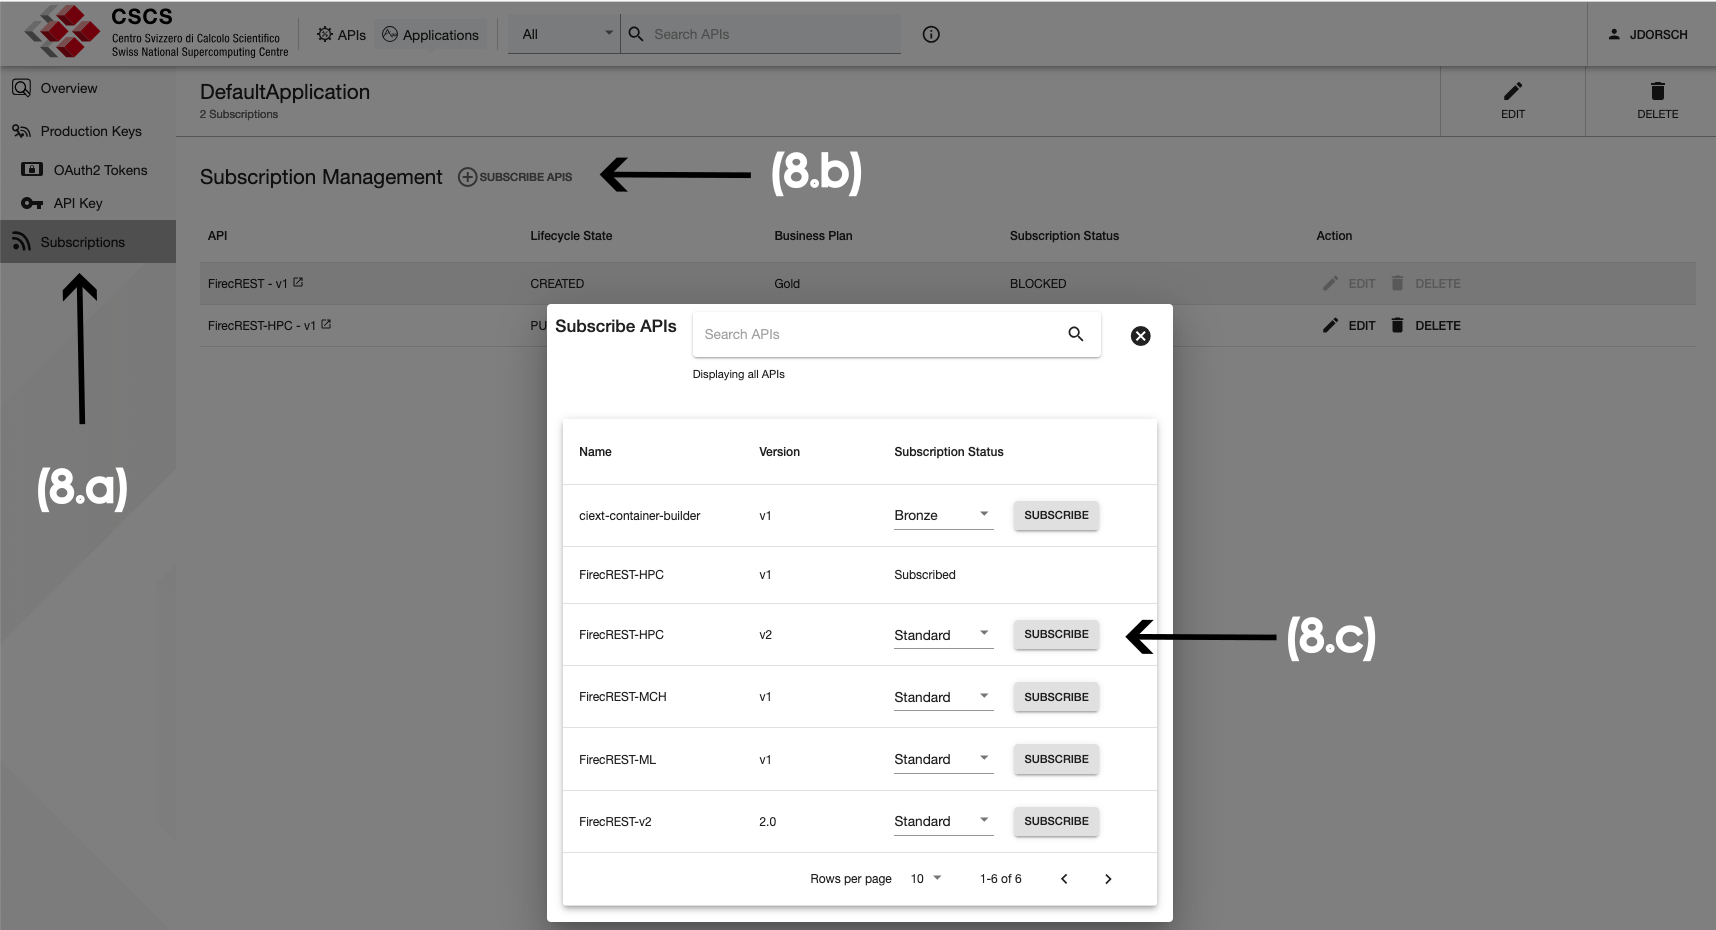 CSCS
Centro Svizzero di Calcolo Scientifico
Swiss National Supercomputing Centre
APIs
Applications
All
Search APIs
JDORSCH
Overview
Production Keys
OAuth2 Tokens
API Key
Subscriptions
(8.a)
DefaultApplication
2 Subscriptions
EDIT
DELETE
Subscription Management
SUBSCRIBE APIS
(8.b)
API Lifecycle State Business Plan Subscription Status Action
FirecREST - v1 CREATED Gold BLOCKED EDIT DELETE
FirecREST-HPC - v1 PU EDIT DELETE
Subscribe APIs
Search APIs
Displaying all APIs
Name Version Subscription Status
ciext-container-builder v1 Bronze SUBSCRIBE
FirecREST-HPC v1 Subscribed
FirecREST-HPC v2 Standard SUBSCRIBE
(8.c)
FirecREST-MCH v1 Standard SUBSCRIBE
FirecREST-ML v1 Standard SUBSCRIBE
FirecREST-v2 2.0 Standard SUBSCRIBE
Rows per page 10 1-6 of 6